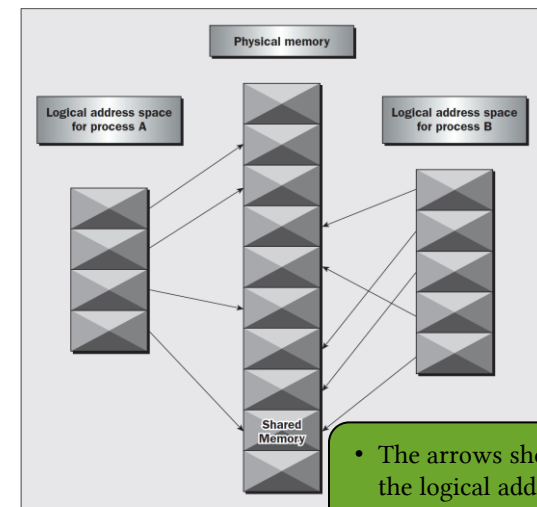 Physical memory
Logical address space
for process A
Logical address space
for process B
Shared
Memory
• The arrows sho
the logical add